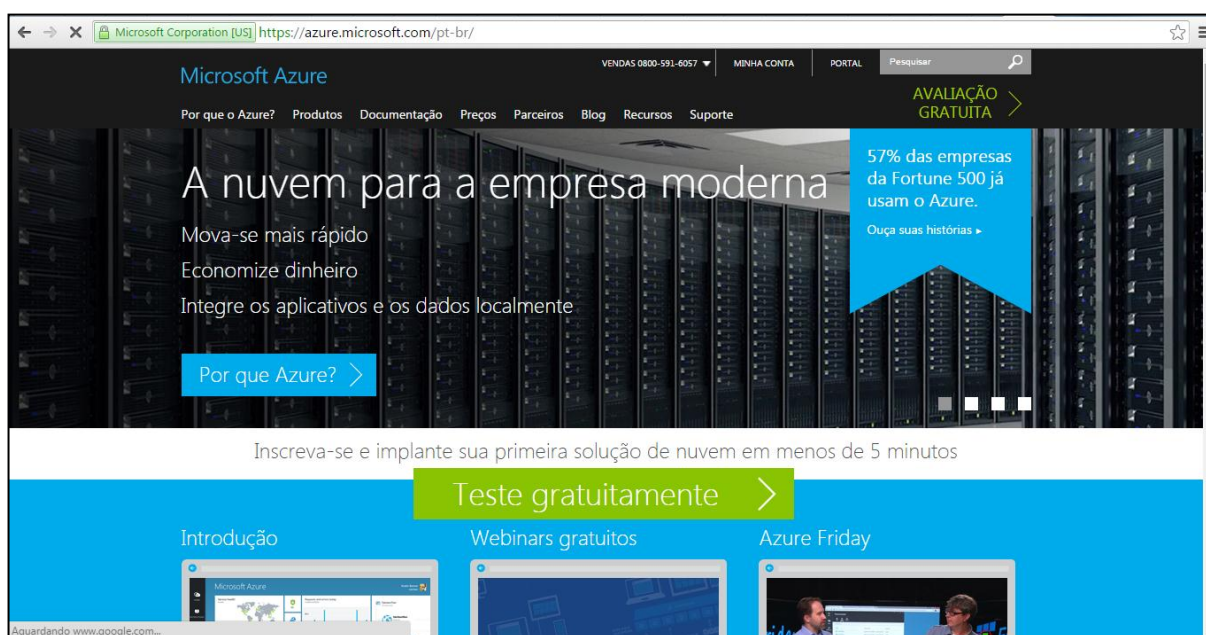 Microsoft Corporation [US] https://azure.microsoft.com/pt-br/
VENDAS 0800-591-6057 MINHA CONTA PORTAL Pesquisar
Microsoft Azure
AVALIAÇÃO
GRATUITA
Por que o Azure? Produtos Documentação Preços Parceiros Blog Recursos Suporte
A nuvem para a empresa moderna
Mova-se mais rápido
Economize dinheiro
Integre os aplicativos e os dados localmente
Por que Azure?
57% das empresas
da Fortune 500 já
usam o Azure.
Ouça suas histórias ▸
Inscreva-se e implante sua primeira solução de nuvem em menos de 5 minutos
Teste gratuitamente
Introdução
Webinars gratuitos
Azure Friday
Microsoft Azure
Aguardando www.google.com...